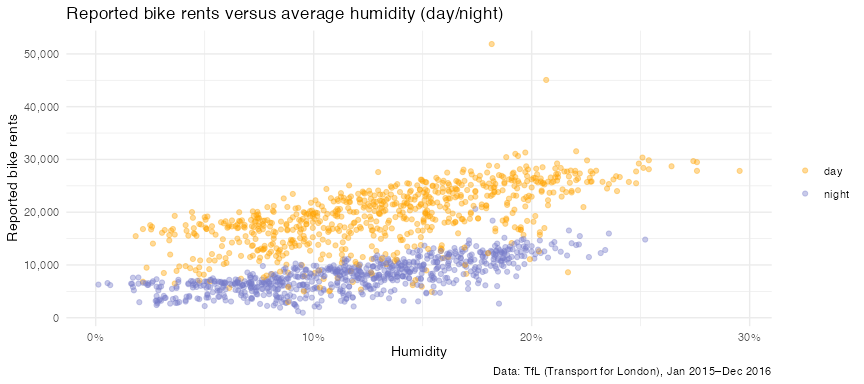 Reported bike rents versus average humidity (day/night)
50,000
40,000
30,000
20,000
10,000
0
Reported bike rents
day
night
0%
10%
20%
30%
Humidity
Data: TfL (Transport for London), Jan 2015–Dec 2016